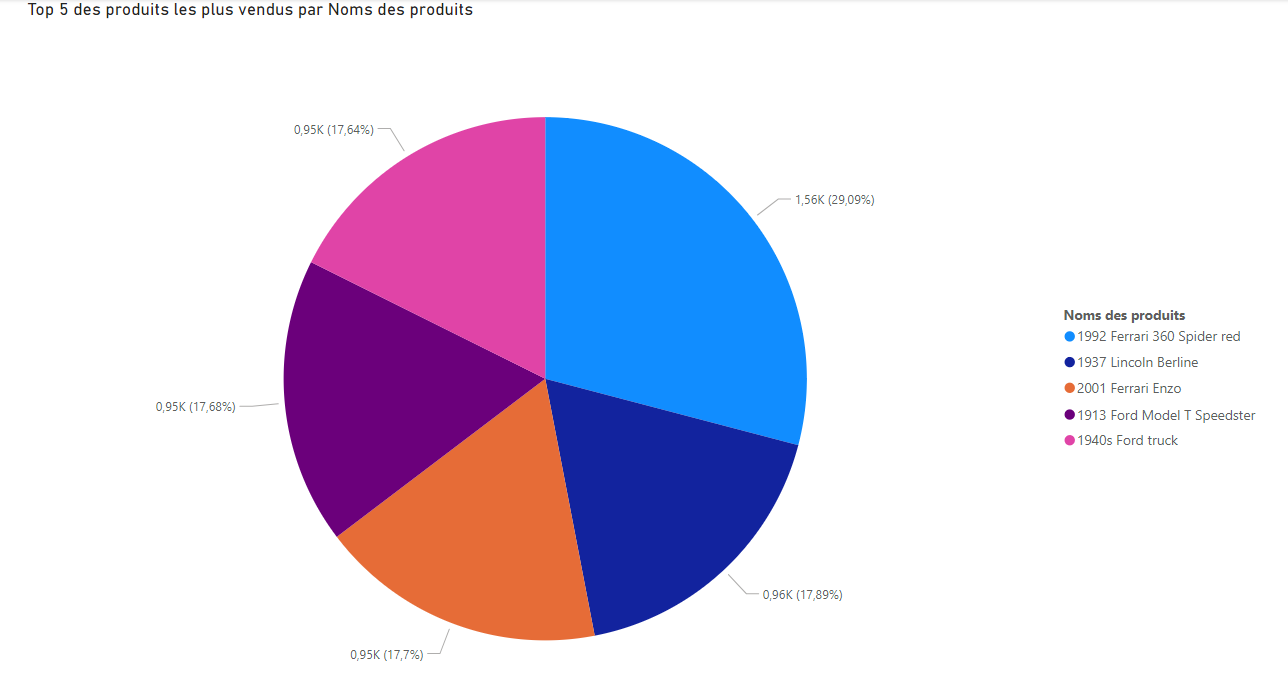 Top 5 des produits les plus vendus par Noms des produits
0,95K (17,64%)
1,56K (29,09%)
0,95K (17,68%)
0,96K (17,89%)
0,95K (17,7%)
Noms des produits
1992 Ferrari 360 Spider red
1937 Lincoln Berline
2001 Ferrari Enzo
1913 Ford Model T Speedster
1940s Ford truck